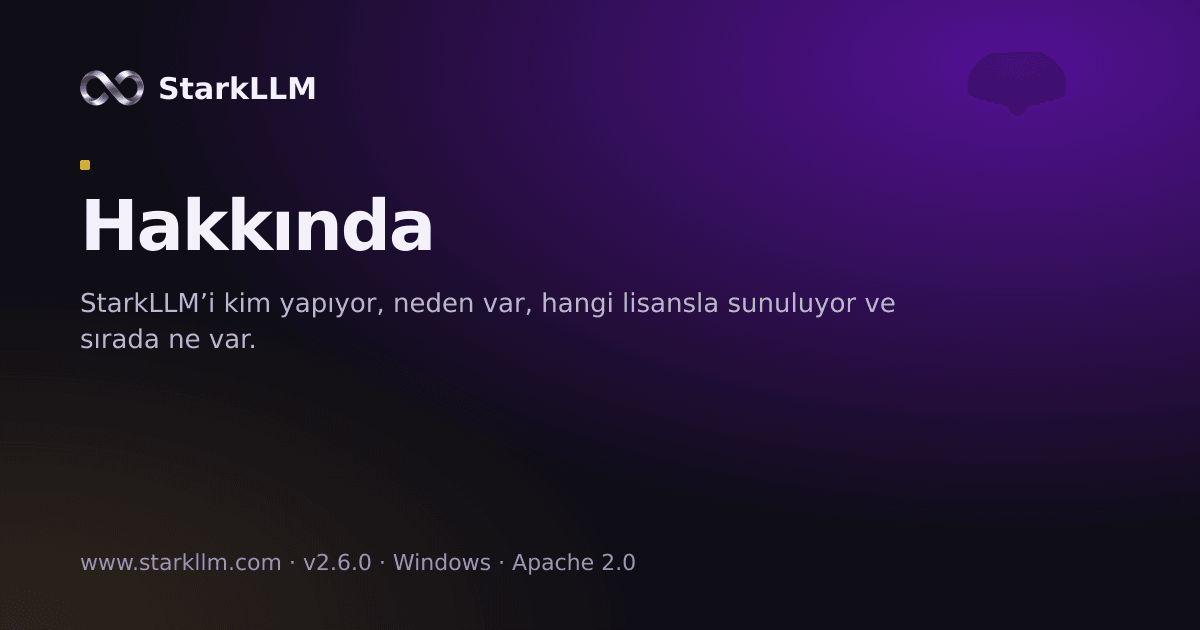 StarkLLM
Hakkında
StarkLLM’i kim yapıyor, neden var, hangi lisansla sunuluyor ve
sırada ne var.
www.starkllm.com · v2.6.0 · Windows · Apache 2.0